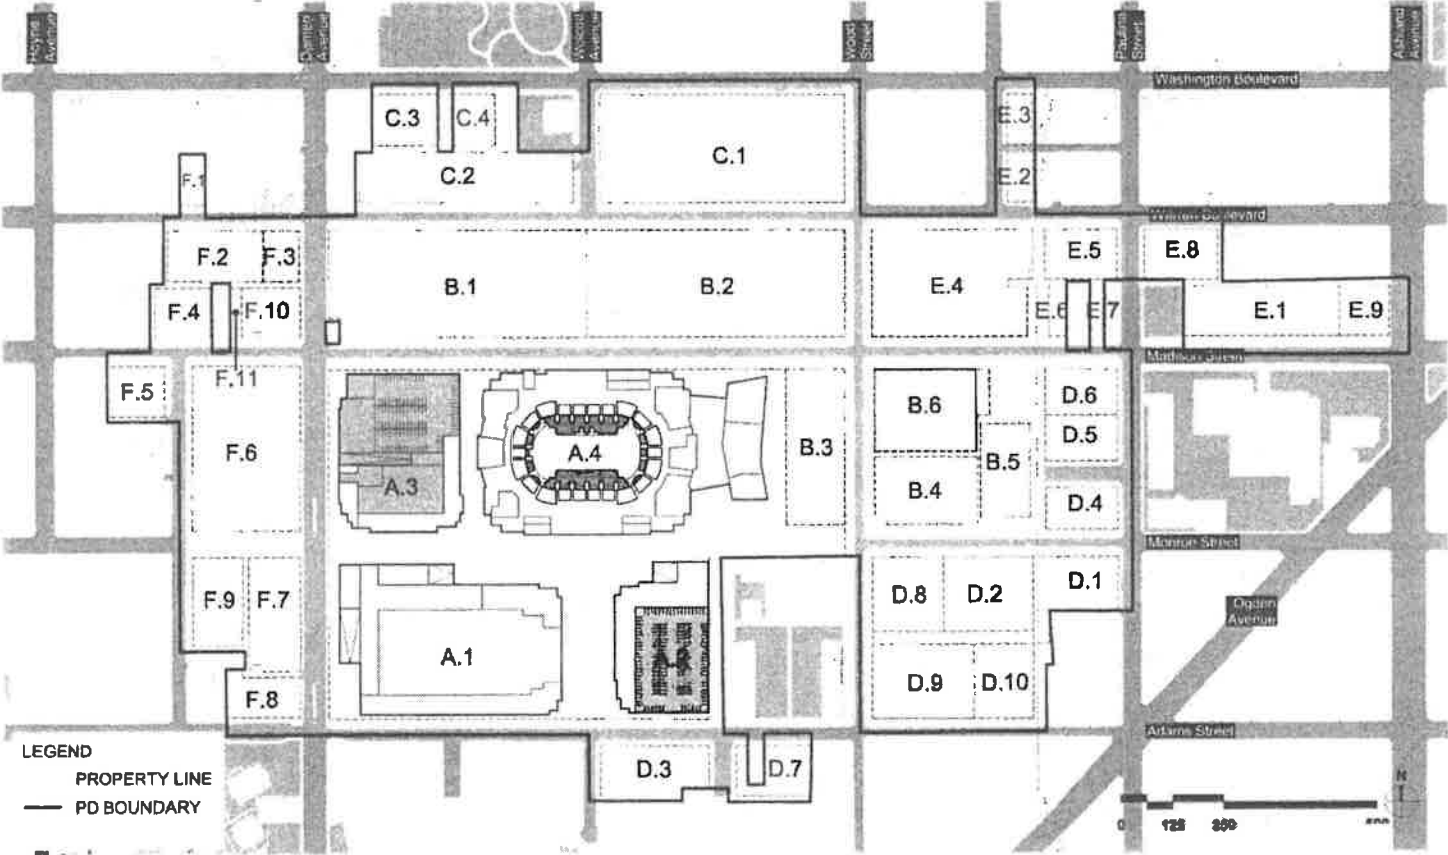 Hoyne Avenue
Damen Avenue
Wolcott Avenue
Wood Street
Paulina Street
Ashland Avenue
Washington Boulevard
C.3
C.4
E.3
C.1
C.2
E.2
F.1
Warren Boulevard
F.2
F.3
E.5
E.8
B.1
B.2
E.4
F.4
F.10
E.6
E.7
E.1
E.9
Madison Street
F.11
F.5
D.6
B.6
D.5
F.6
A.4
B.3
B.5
A.3
B.4
D.4
Monroe Street
F.9
F.7
D.8
D.2
D.1
Ogden
Avenue
A.1
D.9
D.10
F.8
Adams Street
LEGEND
D.3
D.7
PROPERTY LINE
PD BOUNDARY
N
0 125 250